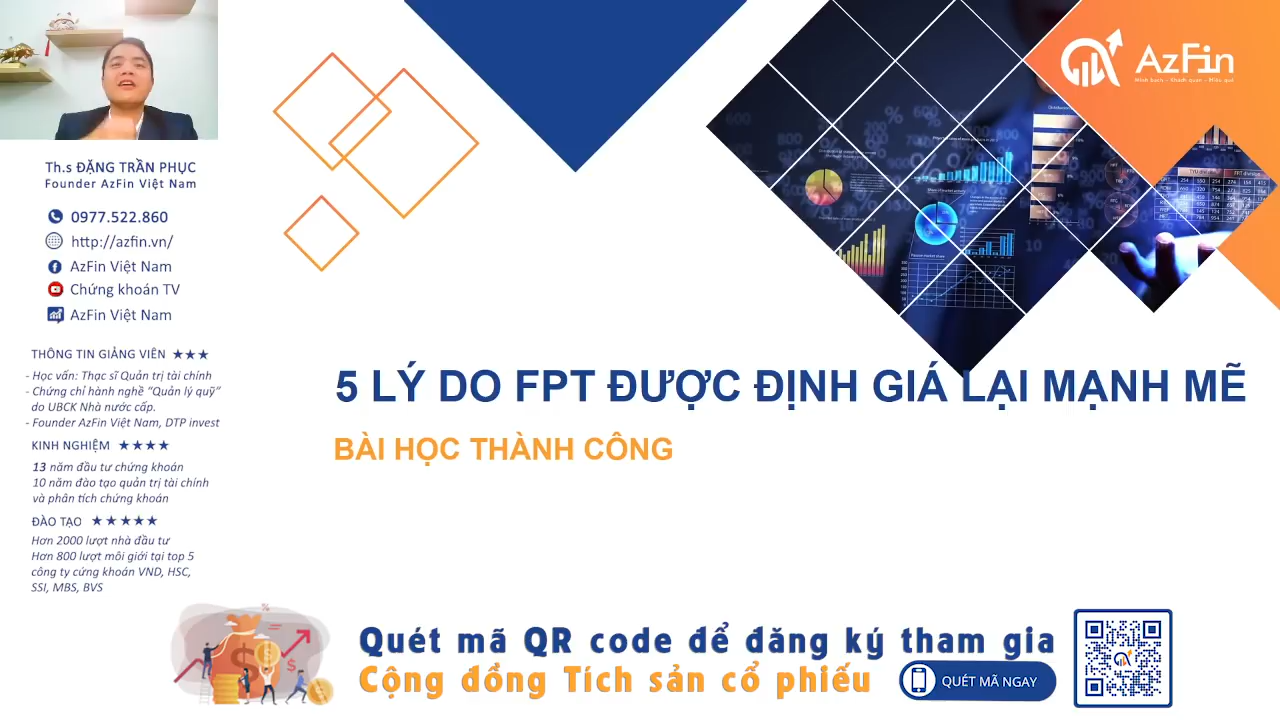 AzFin
Minh bạch - Khách quan - Hiệu quả
Th.s ĐẶNG TRẦN PHỤC
Founder AzFin Việt Nam
0977.522.860
http://azfin.vn/
AzFin Việt Nam
Chứng khoán TV
AzFin Việt Nam
THÔNG TIN GIẢNG VIÊN ★★★
- Học vấn: Thạc sĩ Quản trị tài chính
- Chứng chỉ hành nghề "Quản lý quỹ"
do UBCK Nhà nước cấp.
- Founder AzFin Việt Nam, DTP invest
KINH NGHIỆM ★★★★
13 năm đầu tư chứng khoán
10 năm đào tạo quản trị tài chính
và phân tích chứng khoán
ĐÀO TẠO ★★★★★
Hơn 2000 lượt nhà đầu tư
Hơn 800 lượt môi giới tại top 5
công ty cứng khoán VND, HSC,
SSI, MBS, BVS
5 LÝ DO FPT ĐƯỢC ĐỊNH GIÁ LẠI MẠNH MẼ
BÀI HỌC THÀNH CÔNG
Quét mã QR code để đăng ký tham gia
Cộng đồng Tích sản cổ phiếu
QUÉT MÃ NGAY